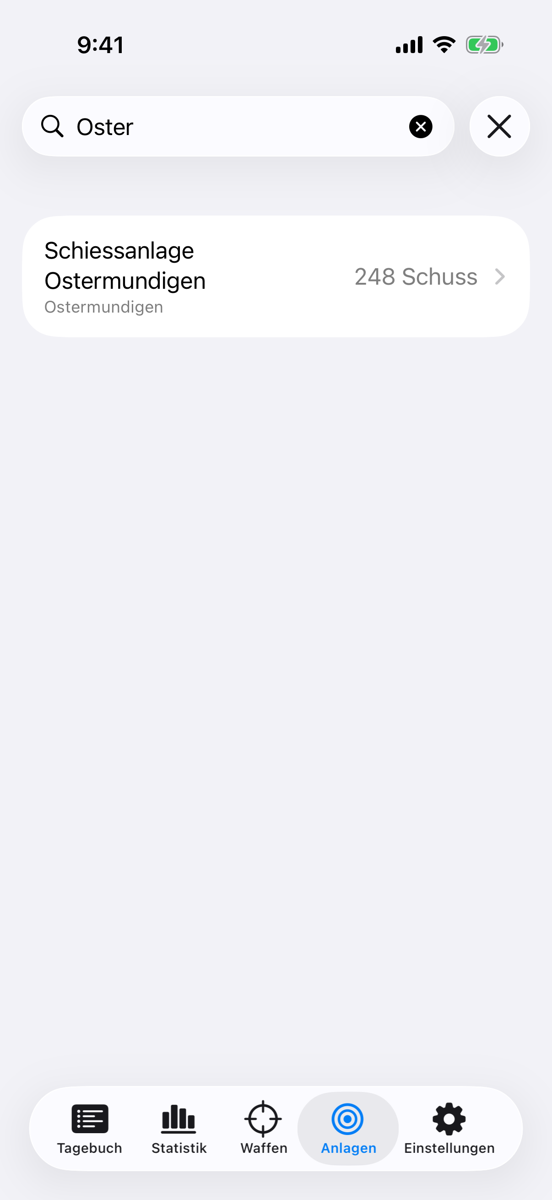 9:41
Oster
Schiessanlage
Ostermundigen
248 Schuss
Ostermundigen
Tagebuch
Statistik
Waffen
Anlagen
Einstellungen